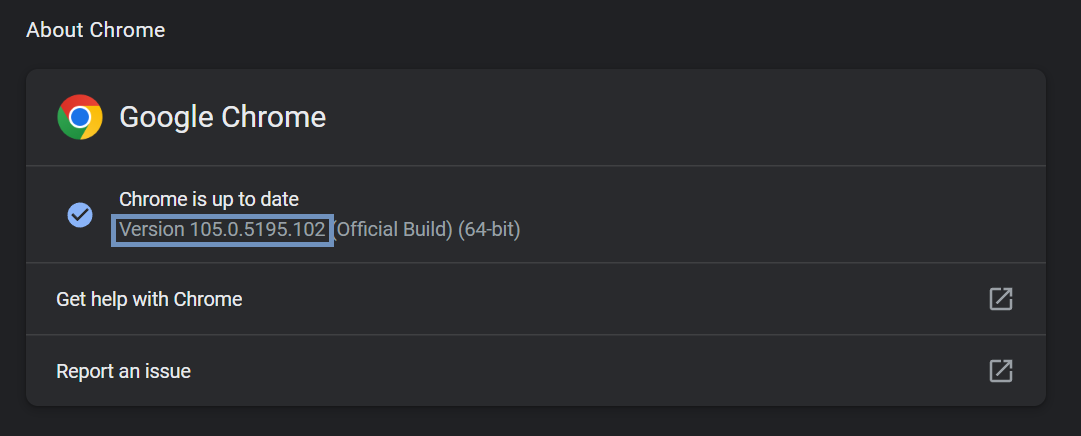 About Chrome
Google Chrome
Chrome is up to date
Version 105.0.5195.102 (Official Build) (64-bit)
Get help with Chrome
Report an issue